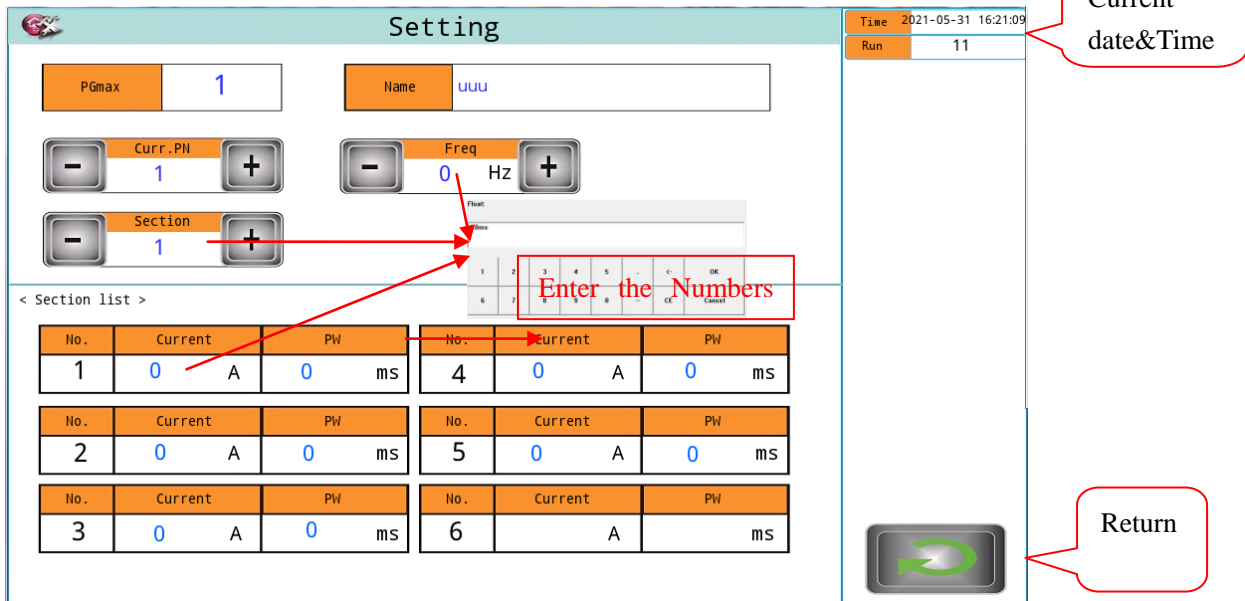 Setting
Time 2021-05-31 16:21:09
Current
date&Time
Run 11
PGmax 1 Name uuu
Curr.PN Freq
- 1 + - 0 Hz +
Float:
Section
- 1 +
1 2 3 4 5 . <- OK
Enter the Numbers
6 7 8 9 0 CE Cancel
< Section list >
No. Current PW No. Current PW
1 0 A 0 ms 4 0 A 0 ms
No. Current PW No. Current PW
2 0 A 0 ms 5 0 A 0 ms
No. Current PW No. Current PW
3 0 A 0 ms 6 A ms
Return